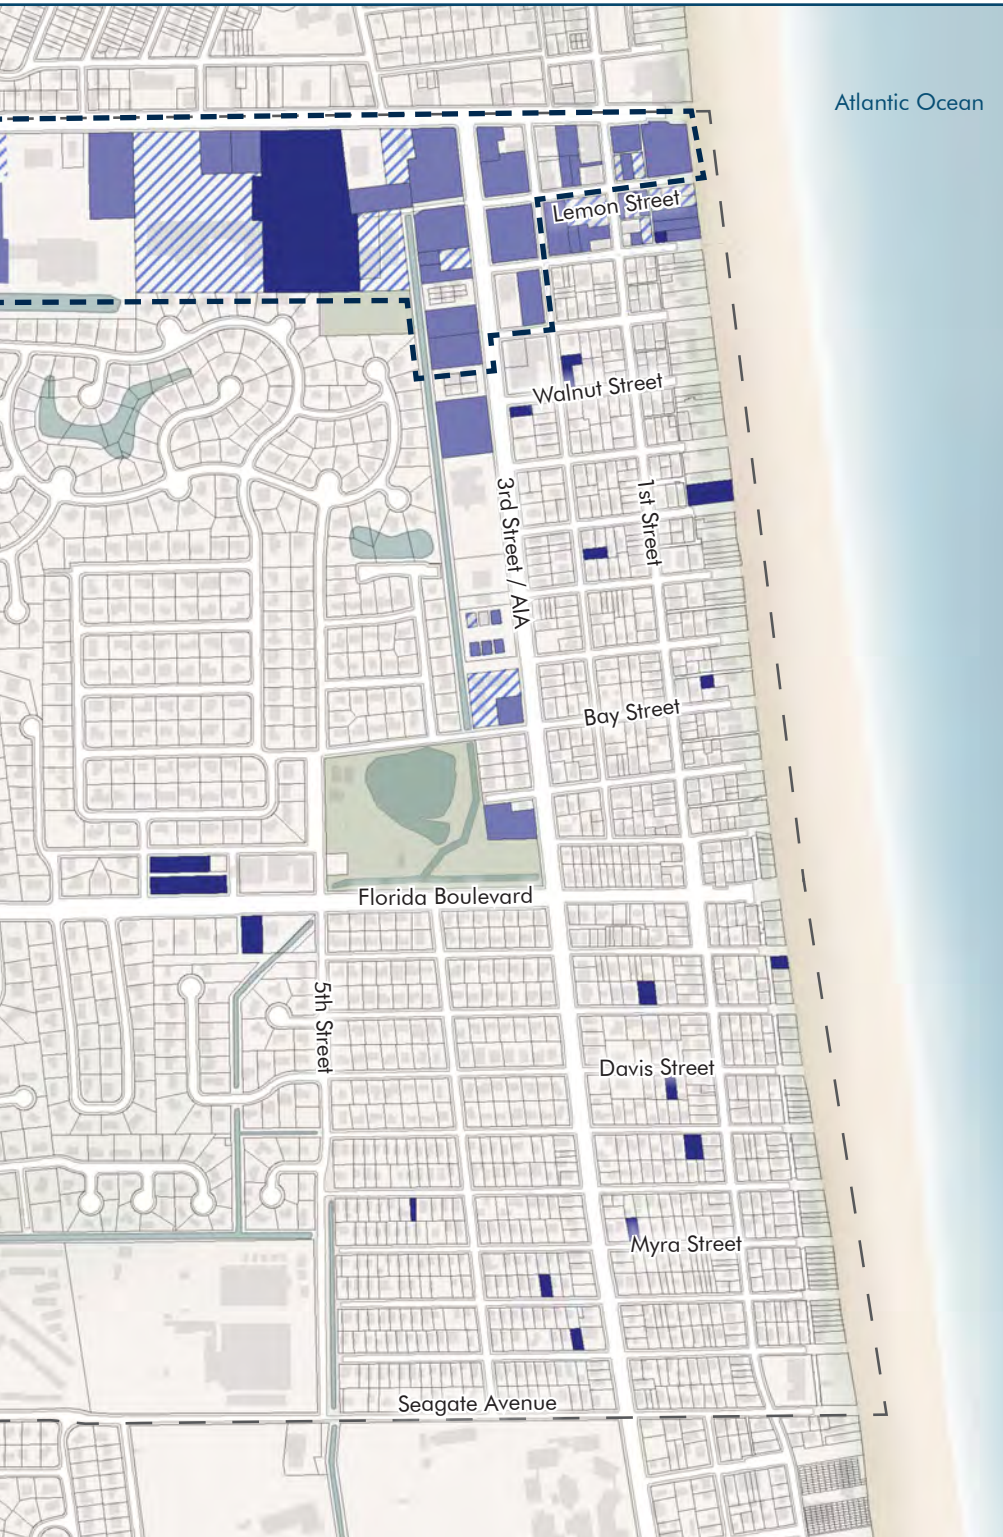 Atlantic Ocean
Lemon Street
Walnut Street
3rd Street / A1A
1st Street
Bay Street
Florida Boulevard
5th Street
Davis Street
Myra Street
Seagate Avenue